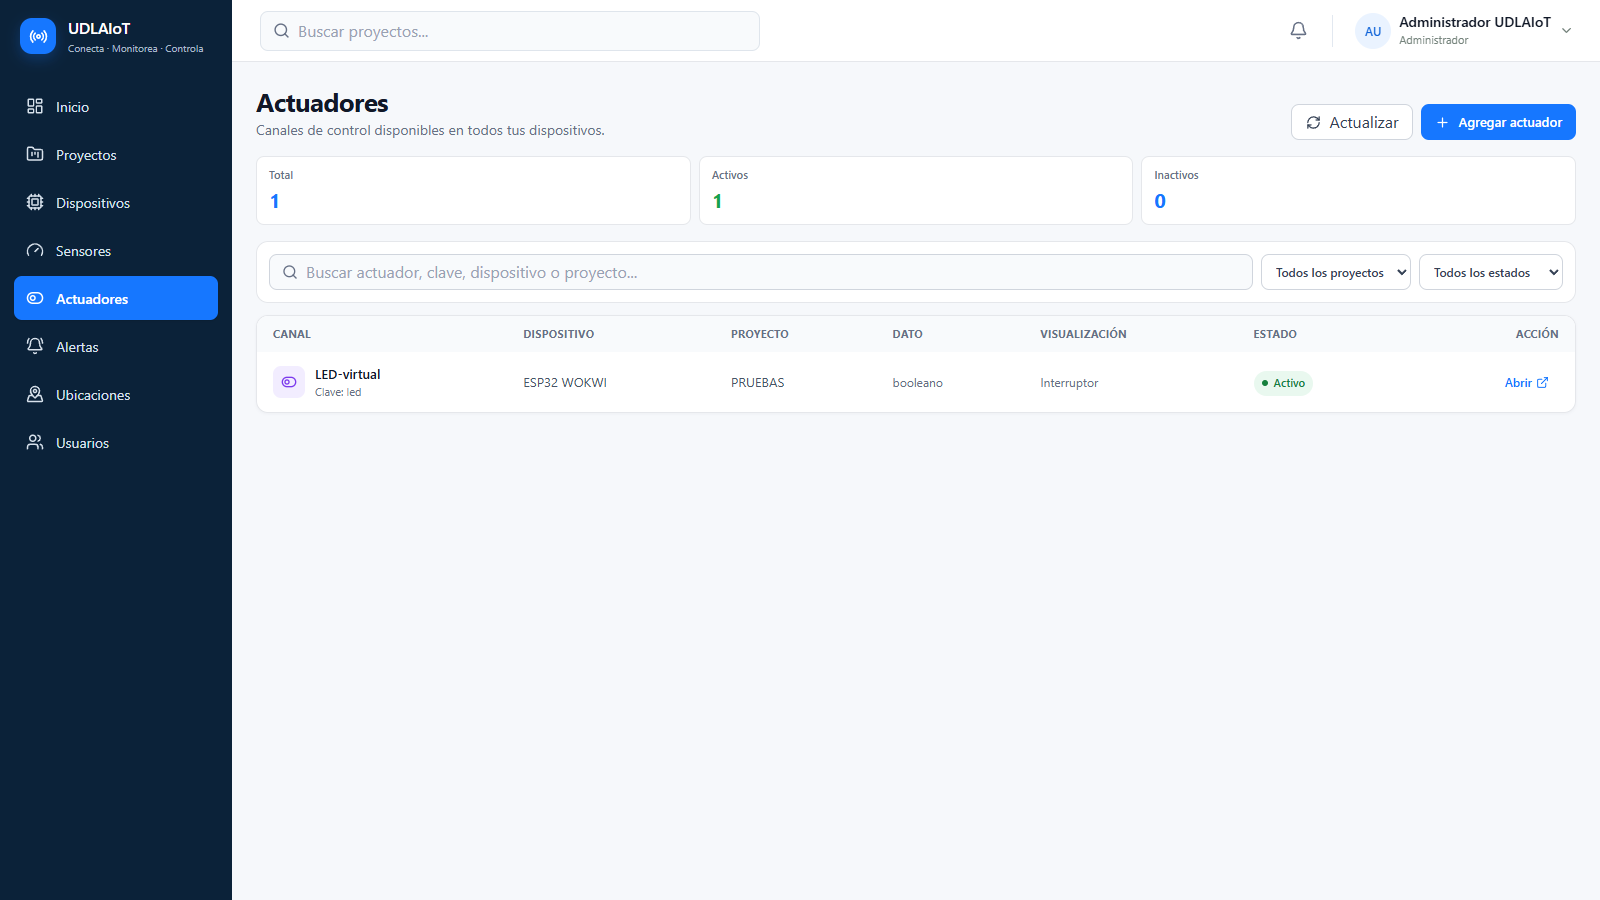 UDLAIoT
Conecta · Monitorea · Controla
Inicio
Proyectos
Dispositivos
Sensores
Actuadores
Alertas
Ubicaciones
Usuarios
Buscar proyectos...
AU
Administrador UDLAIoT
Administrador
Actuadores
Canales de control disponibles en todos tus dispositivos.
Actualizar
Agregar actuador
Total
1
Activos
1
Inactivos
0
Buscar actuador, clave, dispositivo o proyecto...
Todos los proyectos
Todos los estados
CANAL DISPOSITIVO PROYECTO DATO VISUALIZACIÓN ESTADO ACCIÓN
LED-virtual
Clave: led
ESP32 WOKWI PRUEBAS booleano Interruptor Activo Abrir